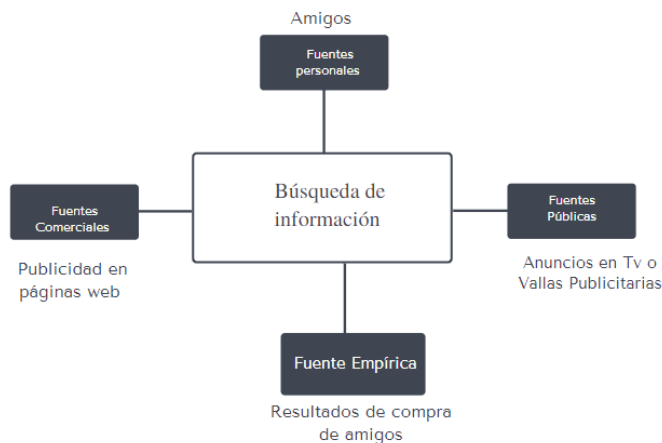 Amigos
Fuentes
personales
Búsqueda de
información
Fuentes
Comerciales
Publicidad en
páginas web
Fuentes
Públicas
Anuncios en Tv o
Vallas Publicitarias
Fuente Empírica
Resultados de compra
de amigos